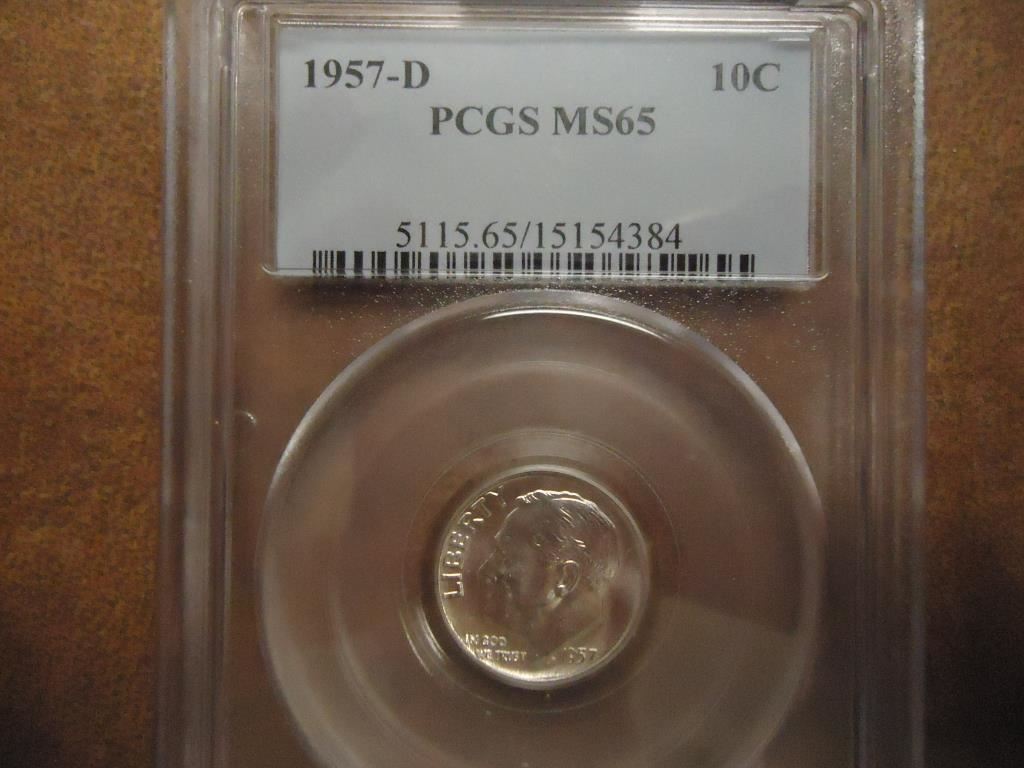 1957-D 10C
PCGS MS65
5115.65/15154384
LIBERTY
IN GOD
WE TRUST
1957